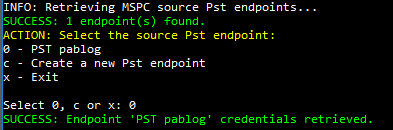 INFO: Retrieving MSPC source Pst endpoints...
SUCCESS: 1 endpoint(s) found.
ACTION: Select the source Pst endpoint:
0 - PST pablog
c - Create a new Pst endpoint
x - Exit
Select 0, c or x: 0
SUCCESS: Endpoint 'PST pablog' credentials retrieved.